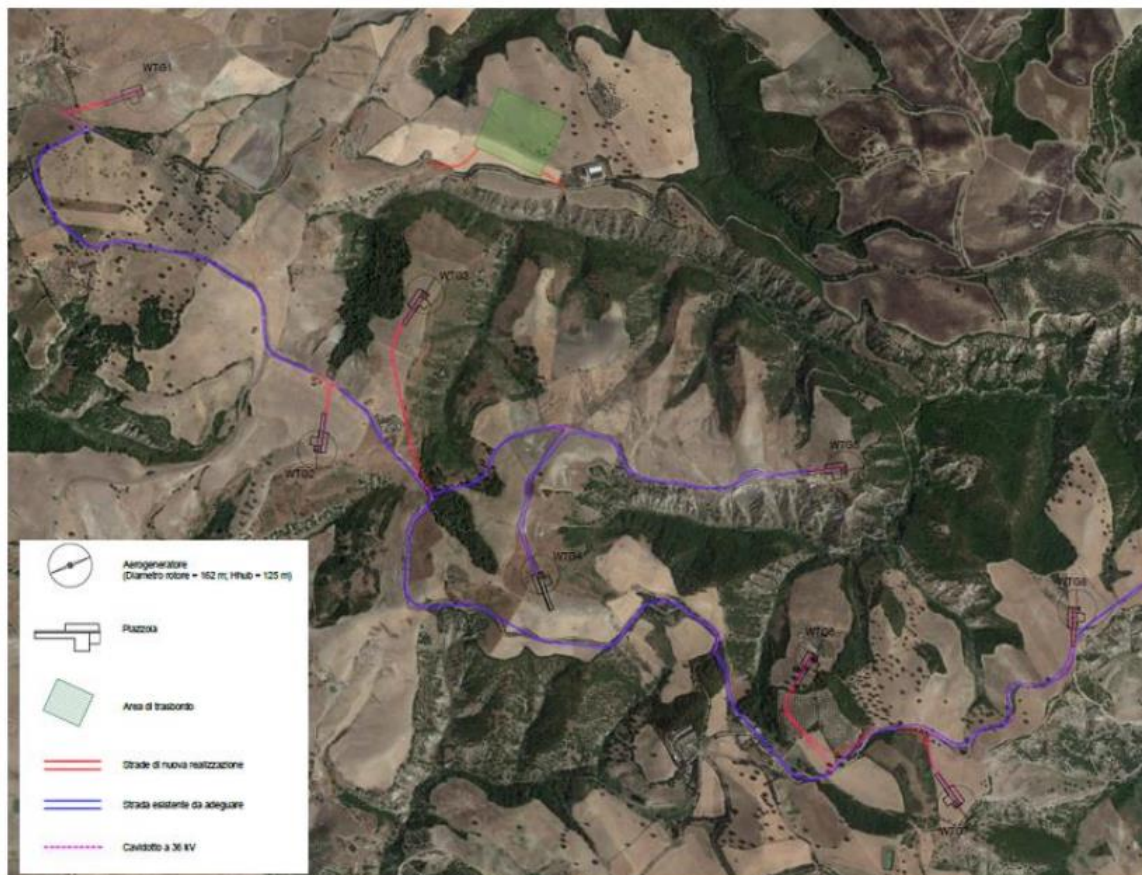 WTG1
WTG3
WTG2
WTG5
WTG4
WTG8
WTG6
WTG7
Aerogeneratore
(Diametro rotore = 162 m; Hhub = 125 m)
Piazzola
Area di trasbordo
Strade di nuova realizzazione
Strada esistente da adeguare
Cavidotto a 36 kV